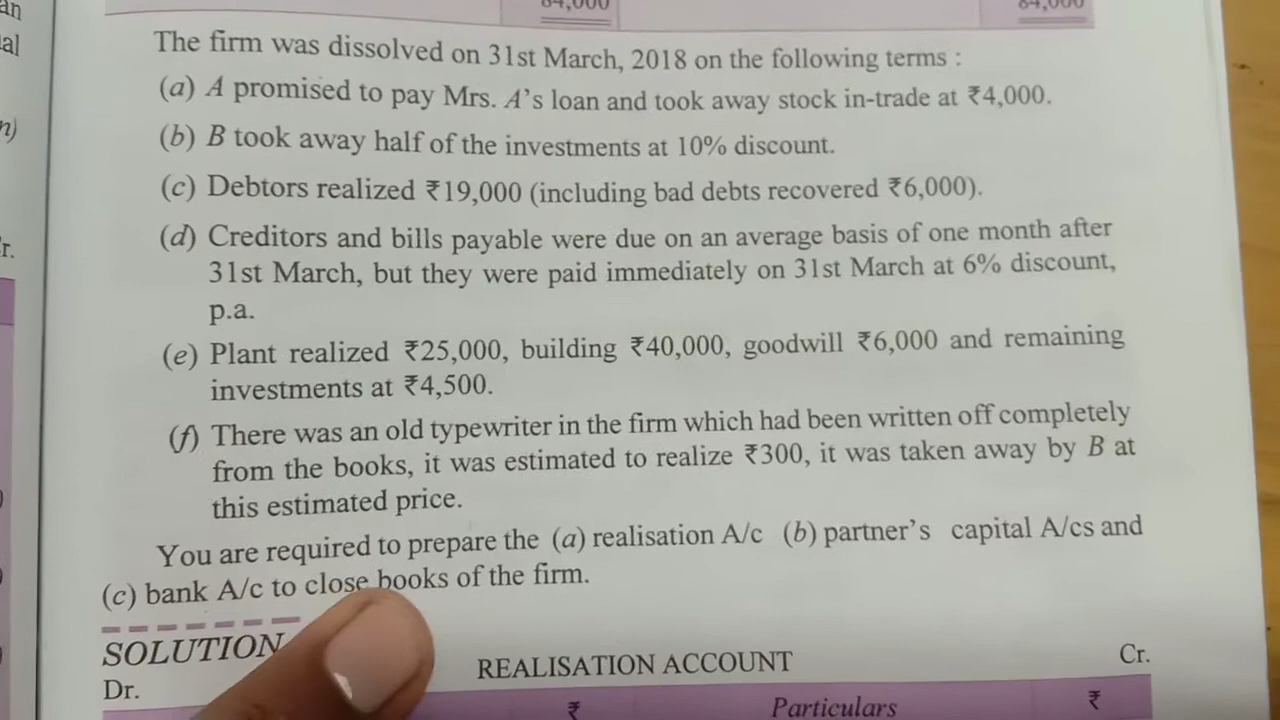 84,000 84,000
The firm was dissolved on 31st March, 2018 on the following terms :
(a) A promised to pay Mrs. A's loan and took away stock in-trade at ₹4,000.
(b) B took away half of the investments at 10% discount.
(c) Debtors realized ₹19,000 (including bad debts recovered ₹6,000).
(d) Creditors and bills payable were due on an average basis of one month after
31st March, but they were paid immediately on 31st March at 6% discount,
p.a.
(e) Plant realized ₹25,000, building ₹40,000, goodwill ₹6,000 and remaining
investments at ₹4,500.
(f) There was an old typewriter in the firm which had been written off completely
from the books, it was estimated to realize ₹300, it was taken away by B at
this estimated price.
You are required to prepare the (a) realisation A/c (b) partner's capital A/cs and
(c) bank A/c to close books of the firm.
SOLUTION
REALISATION ACCOUNT
Dr. Cr.
₹ Particulars ₹